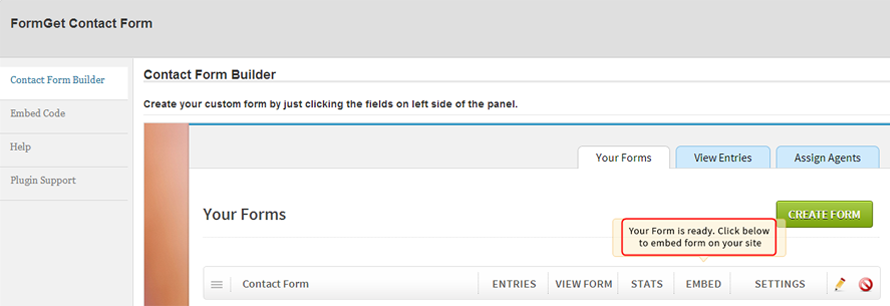 FormGet Contact Form
Contact Form Builder
Embed Code
Help
Plugin Support
Contact Form Builder
Create your custom form by just clicking the fields on left side of the panel.
Your Forms View Entries Assign Agents
Your Forms
CREATE FORM
Your Form is ready. Click below
to embed form on your site
Contact Form ENTRIES VIEW FORM STATS EMBED SETTINGS